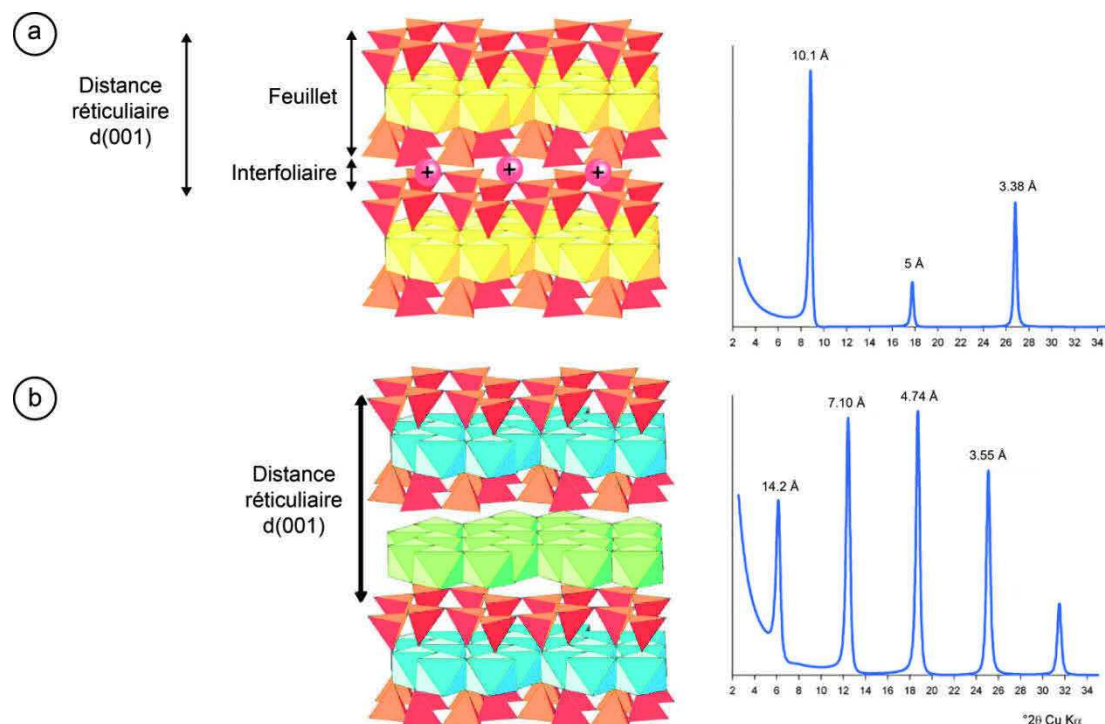 a
Distance
réticuliaire
d(001)
Feuillet
Interfoliaire
+ + +
10.1 Å
5 Å
3.38 Å
2 4 6 8 10 12 14 16 18 20 22 24 26 28 30 32 34
b
Distance
réticuliaire
d(001)
14.2 Å
7.10 Å
4.74 Å
3.55 Å
2 4 6 8 10 12 14 16 18 20 22 24 26 28 30 32 34
°2θ Cu Kα